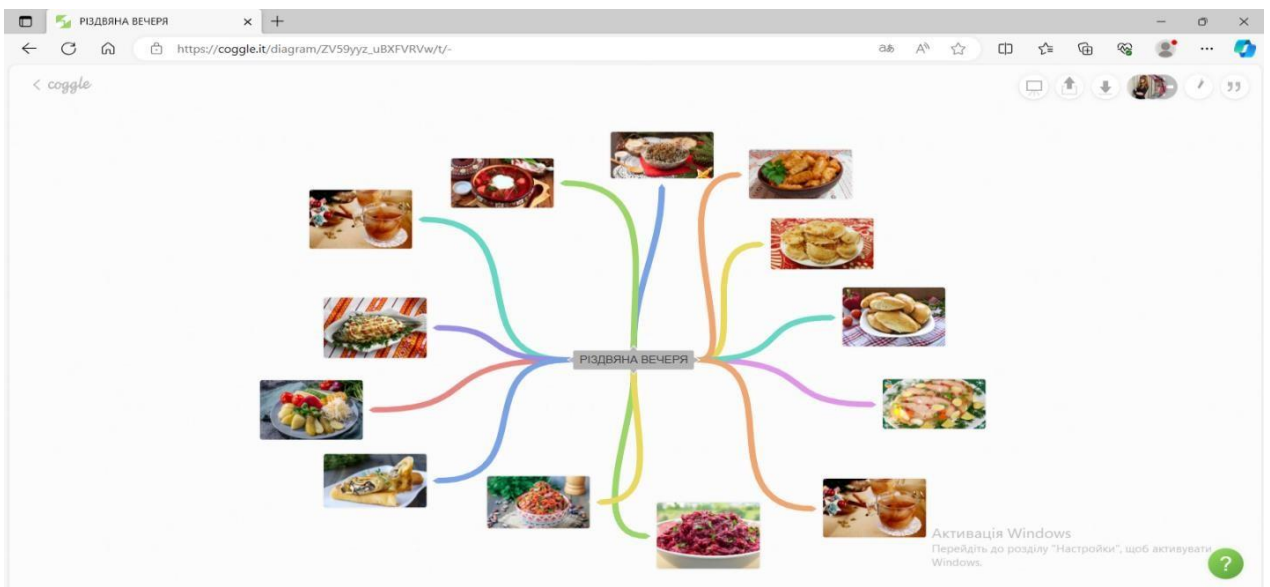 РІЗДВЯНА ВЕЧЕРЯ
https://coggle.it/diagram/ZV59yyz_uBXFVRVw/t/-
coggle
РІЗДВЯНА ВЕЧЕРЯ
Активація Windows
Перейдіть до розділу "Настройки", щоб активувати
Windows.
?